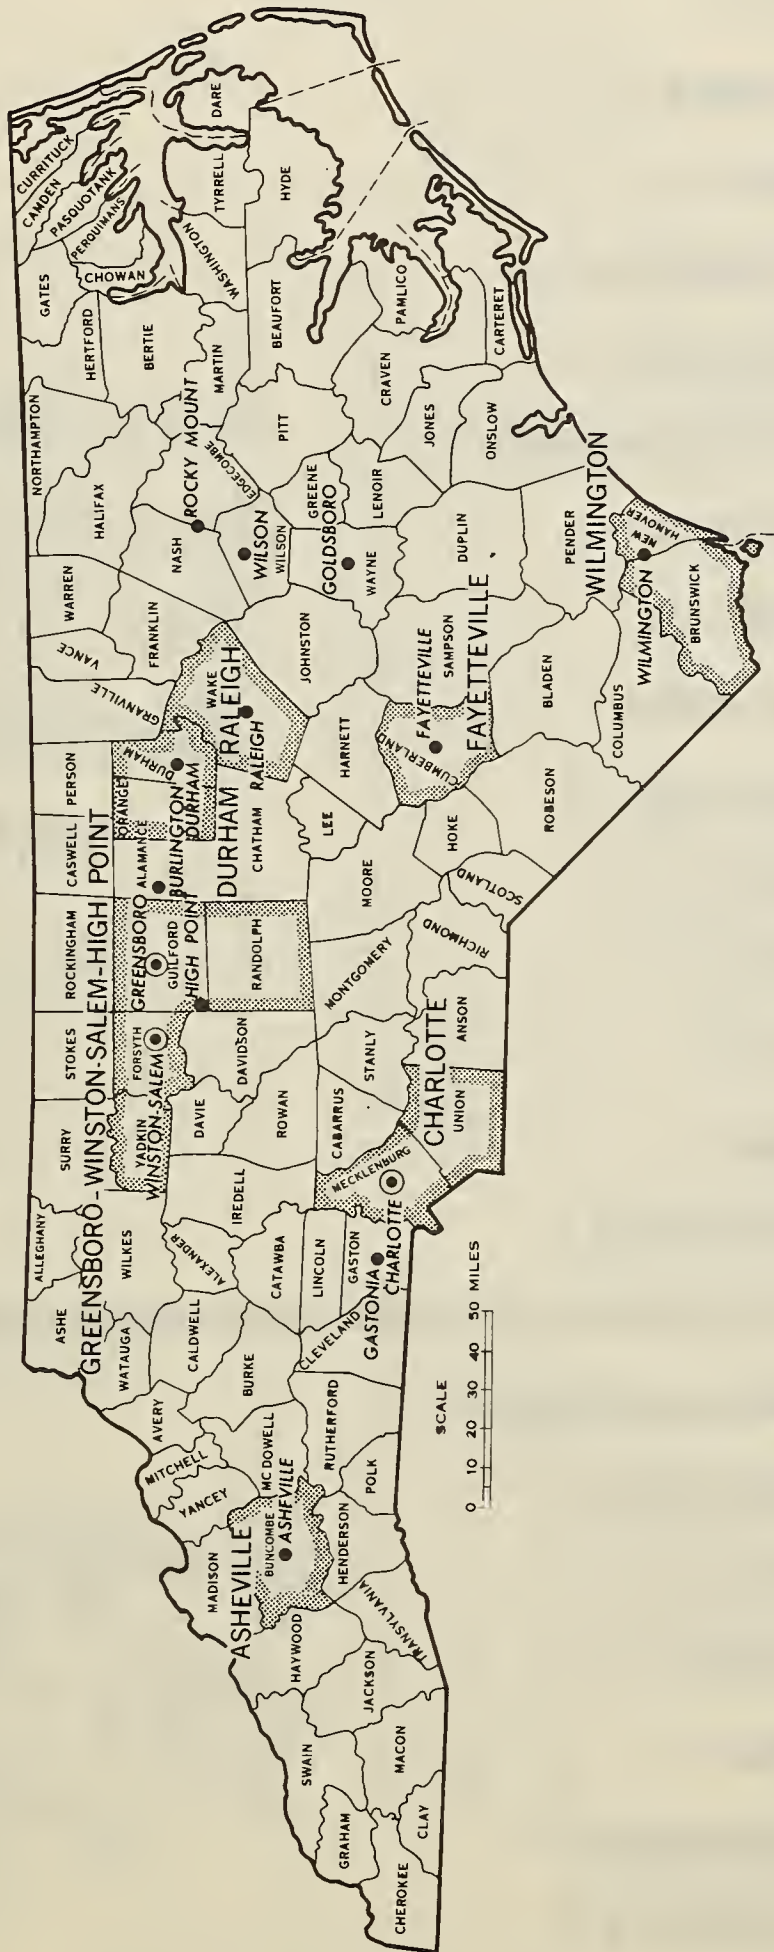 CURRITUCK
CAMDEN
PASQUOTANK
PERQUIMANS
GATES
CHOWAN
HERTFORD
NORTHAMPTON
BERTIE
HALIFAX
WARREN
VANCE
GRANVILLE
PERSON
CASWELL
ROCKINGHAM
STOKES
SURRY
ALLEGHANY
ASHE
GREENSBORO-WINSTON-SALEM-HIGH POINT
WATAUGA
WILKES
YADKIN
WINSTON-SALEM
FORSYTH
GREENSBORO
GUILFORD
HIGH POINT
ALAMANCE
BURLINGTON
ORANGE
DURHAM
DURHAM
DURHAM
RALEIGH
WAKE
RALEIGH
FRANKLIN
NASH
ROCKY MOUNT
EDGECOMBE
MARTIN
WASHINGTON
TYRRELL
DARE
HYDE
BEAUFORT
PITT
WILSON
WILSON
GREENE
GOLDSBORO
WAYNE
LENOIR
CRAVEN
PAMLICO
JONES
CARTERET
ONSLOW
DUPLIN
JOHNSTON
SAMPSON
HARNETT
LEE
CHATHAM
RANDOLPH
DAVIDSON
DAVIE
ROWAN
IREDELL
ALEXANDER
CALDWELL
AVERY
MITCHELL
YANCEY
MADISON
ASHEVILLE
BUNCOMBE
ASHEVILLE
MC DOWELL
BURKE
CATAWBA
LINCOLN
GASTON
GASTONIA
CLEVELAND
RUTHERFORD
POLK
HENDERSON
TRANSYLVANIA
HAYWOOD
JACKSON
SWAIN
MACON
GRAHAM
CLAY
CHEROKEE
CABARRUS
MECKLENBURG
CHARLOTTE
CHARLOTTE
STANLY
UNION
ANSON
MONTGOMERY
RICHMOND
MOORE
SCOTLAND
HOKE
CUMBERLAND
FAYETTEVILLE
FAYETTEVILLE
ROBESON
BLADEN
COLUMBUS
PENDER
WILMINGTON
NEW
HANOVER
WILMINGTON
BRUNSWICK
SCALE
0 10 20 30 40 50 MILES